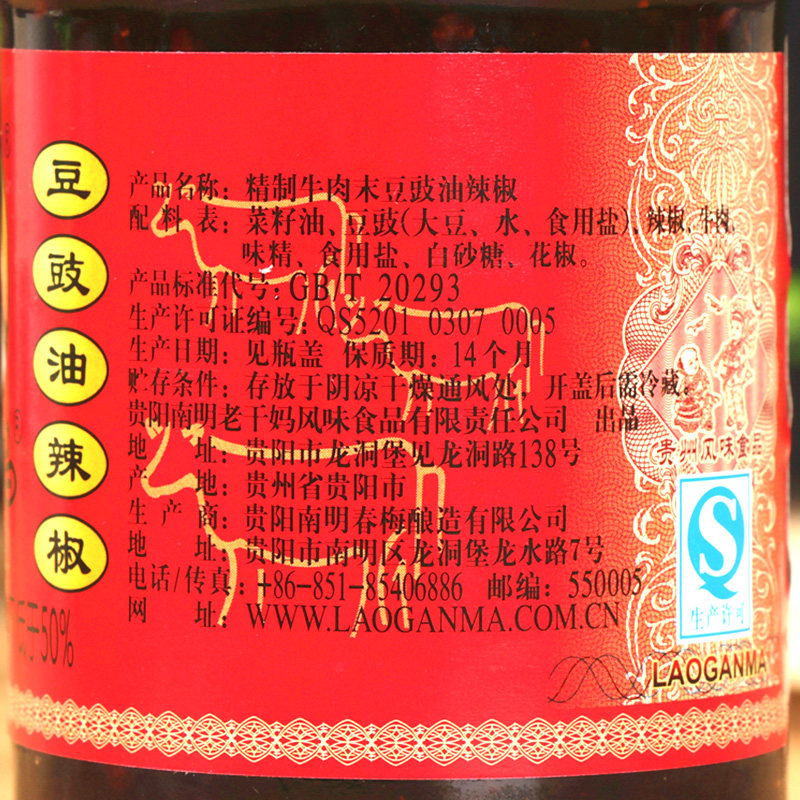 豆豉油辣椒
产品名称：精制牛肉末豆豉油辣椒
配料表：菜籽油、豆豉(大豆、水、食用盐)、辣椒、牛肉、
味精、食用盐、白砂糖、花椒。
产品标准代号：GB/T 20293
生产许可证编号：QS5201 0307 0005
生产日期：见瓶盖 保质期：14个月
贮存条件：存放于阴凉干燥通风处，开盖后需冷藏。
贵阳南明老干妈风味食品有限责任公司 出品
地 址：贵阳市龙洞堡见龙洞路138号
产 地：贵州省贵阳市
生产商：贵阳南明春梅酿造有限公司
地 址：贵阳市南明区龙洞堡龙水路7号
电话/传真：+86-851-85406886 邮编：550005
网 址：WWW.LAOGANMA.COM.CN
贵州风味食品
QS
生产许可
LAOGANMA
于50%